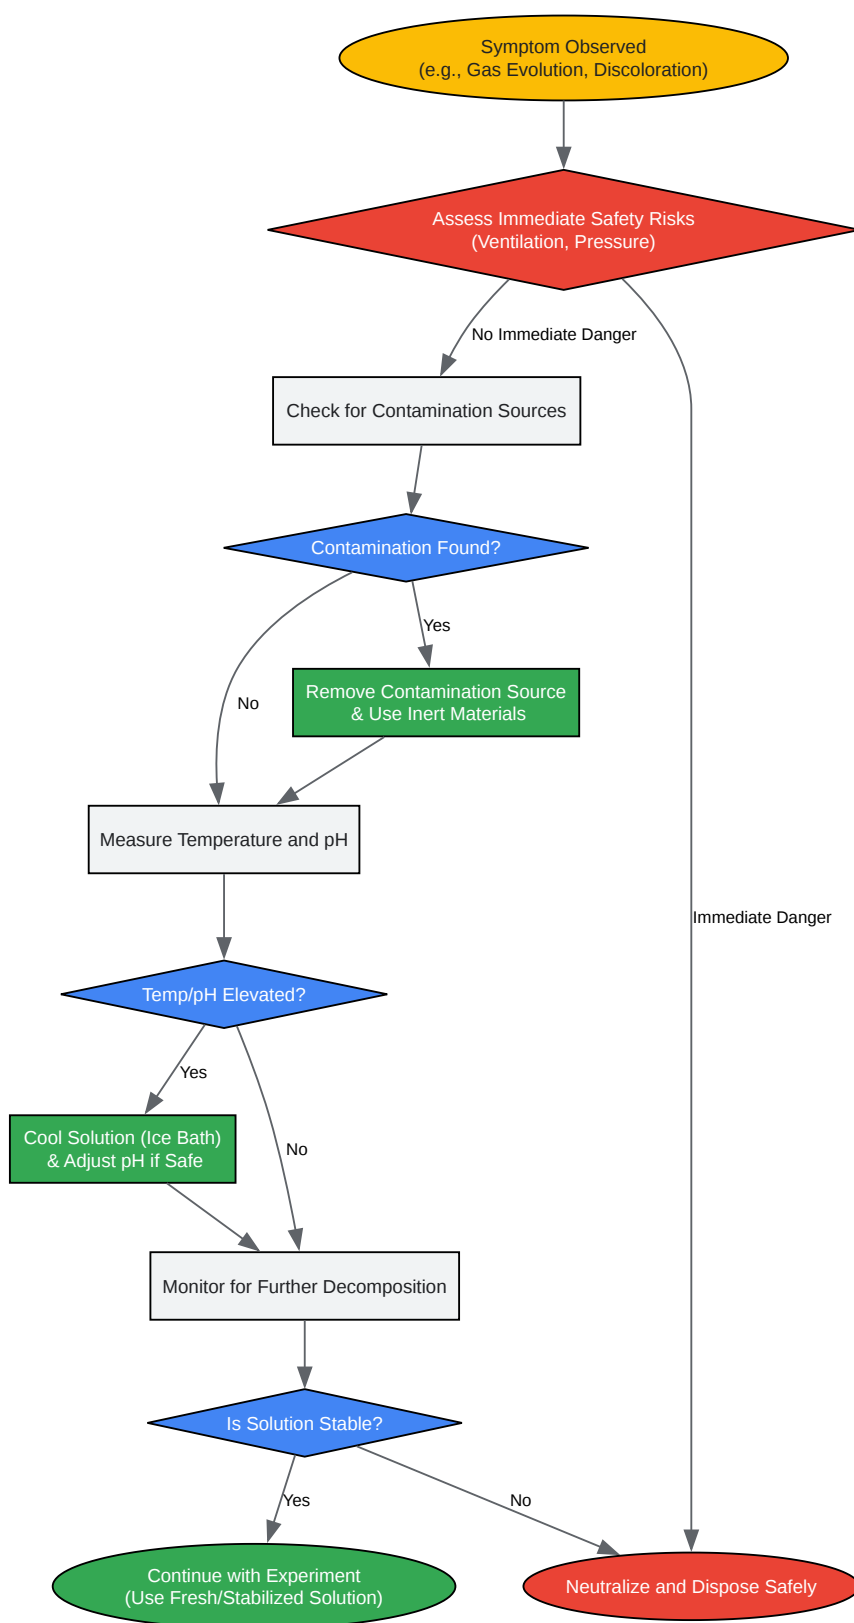 Symptom Observed
(e.g., Gas Evolution, Discoloration)
Assess Immediate Safety Risks
(Ventilation, Pressure)
No Immediate Danger
Check for Contamination Sources
Contamination Found?
Yes
Remove Contamination Source
& Use Inert Materials
No
Measure Temperature and pH
Immediate Danger
Temp/pH Elevated?
Yes
Cool Solution (Ice Bath)
& Adjust pH if Safe
No
Monitor for Further Decomposition
Is Solution Stable?
Yes
No
Continue with Experiment
(Use Fresh/Stabilized Solution)
Neutralize and Dispose Safely